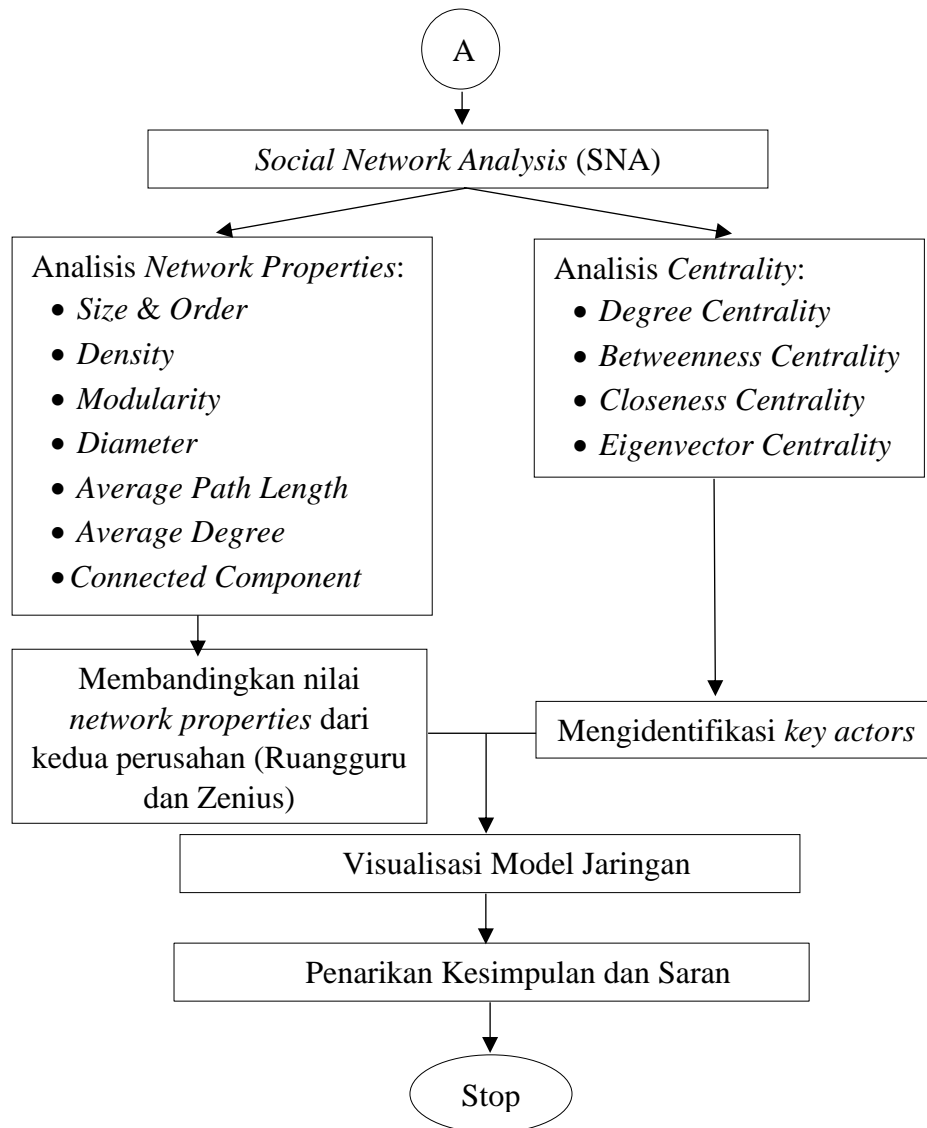 A
Social Network Analysis (SNA)
Analisis Network Properties:
• Size & Order
• Density
• Modularity
• Diameter
• Average Path Length
• Average Degree
• Connected Component
Analisis Centrality:
• Degree Centrality
• Betweenness Centrality
• Closeness Centrality
• Eigenvector Centrality
Membandingkan nilai
network properties dari
kedua perusahan (Ruangguru
dan Zenius)
Mengidentifikasi key actors
Visualisasi Model Jaringan
Penarikan Kesimpulan dan Saran
Stop